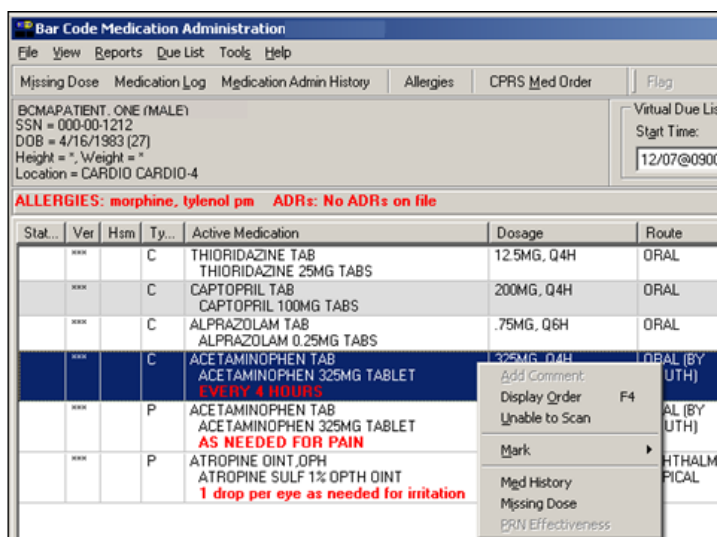 Bar Code Medication Administration
File View Reports Due List Tools Help
Missing Dose Medication Log Medication Admin History Allergies CPRS Med Order Flag
BCMAPATIENT, ONE (MALE)
SSN = 000-00-1212
DOB = 4/16/1983 (27)
Height = *, Weight = *
Location = CARDIO CARDIO-4
Virtual Due Lis
Start Time:
12/07@0900
ALLERGIES: morphine, tylenol pm ADRs: No ADRs on file
Stat... Ver Hsm Ty... Active Medication Dosage Route
*** C THIORIDAZINE TAB 12.5MG, Q4H ORAL
THIORIDAZINE 25MG TABS
*** C CAPTOPRIL TAB 200MG, Q4H ORAL
CAPTOPRIL 100MG TABS
*** C ALPRAZOLAM TAB .75MG, Q6H ORAL
ALPRAZOLAM 0.25MG TABS
*** C ACETAMINOPHEN TAB 325MG, Q4H ORAL (BY
ACETAMINOPHEN 325MG TABLET UTH)
EVERY 4 HOURS
*** P ACETAMINOPHEN TAB AL (BY
ACETAMINOPHEN 325MG TABLET UTH)
AS NEEDED FOR PAIN
*** P ATROPINE OINT,OPH HTHALM
ATROPINE SULF 1% OPTH OINT PICAL
1 drop per eye as needed for irritation
Add Comment
Display Order F4
Unable to Scan
Mark
Med History
Missing Dose
PRN Effectiveness